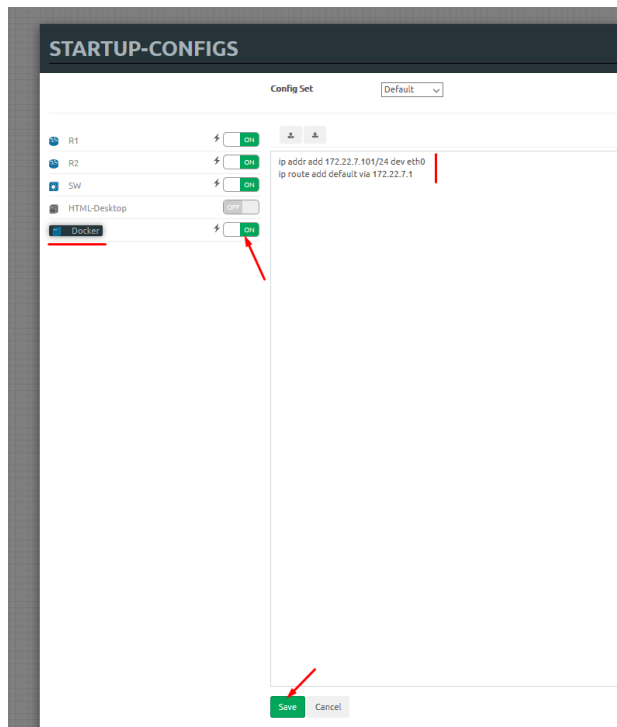 STARTUP-CONFIGS
Config Set
Default
R1
ON
R2
ON
SW
ON
HTML-Desktop
OFF
Docker
ON
ip addr add 172.22.7.101/24 dev eth0
ip route add default via 172.22.7.1
Save
Cancel